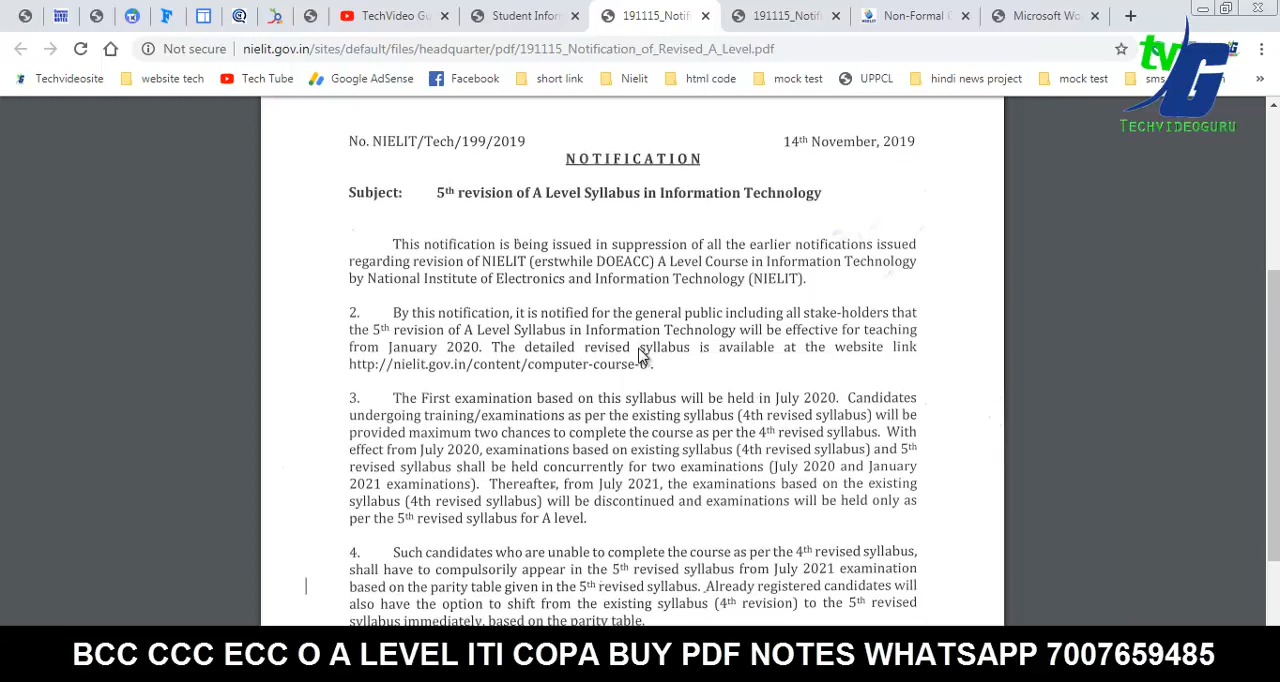 TechVideo Gu
Student Infor
191115_Notifi
191115_Notifi
Non-Formal C
Microsoft Wo
Not secure
nielit.gov.in/sites/default/files/headquarter/pdf/191115_Notification_of_Revised_A_Level.pdf
Techvideosite
website tech
Tech Tube
Google AdSense
Facebook
short link
Nielit
html code
mock test
UPPCL
hindi news project
mock test
sms
tv
G
TECHVIDEOGURU
No. NIELIT/Tech/199/2019 14th November, 2019
NOTIFICATION
Subject: 5th revision of A Level Syllabus in Information Technology
This notification is being issued in suppression of all the earlier notifications issued
regarding revision of NIELIT (erstwhile DOEACC) A Level Course in Information Technology
by National Institute of Electronics and Information Technology (NIELIT).
2. By this notification, it is notified for the general public including all stake-holders that
the 5th revision of A Level Syllabus in Information Technology will be effective for teaching
from January 2020. The detailed revised syllabus is available at the website link
http://nielit.gov.in/content/computer-course-
3. The First examination based on this syllabus will be held in July 2020. Candidates
undergoing training/examinations as per the existing syllabus (4th revised syllabus) will be
provided maximum two chances to complete the course as per the 4th revised syllabus. With
effect from July 2020, examinations based on existing syllabus (4th revised syllabus) and 5th
revised syllabus shall be held concurrently for two examinations (July 2020 and January
2021 examinations). Thereafter, from July 2021, the examinations based on the existing
syllabus (4th revised syllabus) will be discontinued and examinations will be held only as
per the 5th revised syllabus for A level.
4. Such candidates who are unable to complete the course as per the 4th revised syllabus,
shall have to compulsorily appear in the 5th revised syllabus from July 2021 examination
based on the parity table given in the 5th revised syllabus. Already registered candidates will
also have the option to shift from the existing syllabus (4th revision) to the 5th revised
syllabus immediately, based on the parity table.
BCC CCC ECC O A LEVEL ITI COPA BUY PDF NOTES WHATSAPP 7007659485